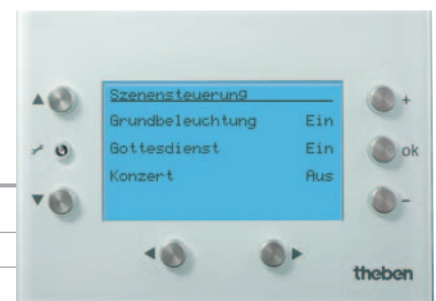 Szenensteuerung
Grundbeleuchtung Ein
Gottesdienst Ein
Konzert Aus
+
ok
-
theben